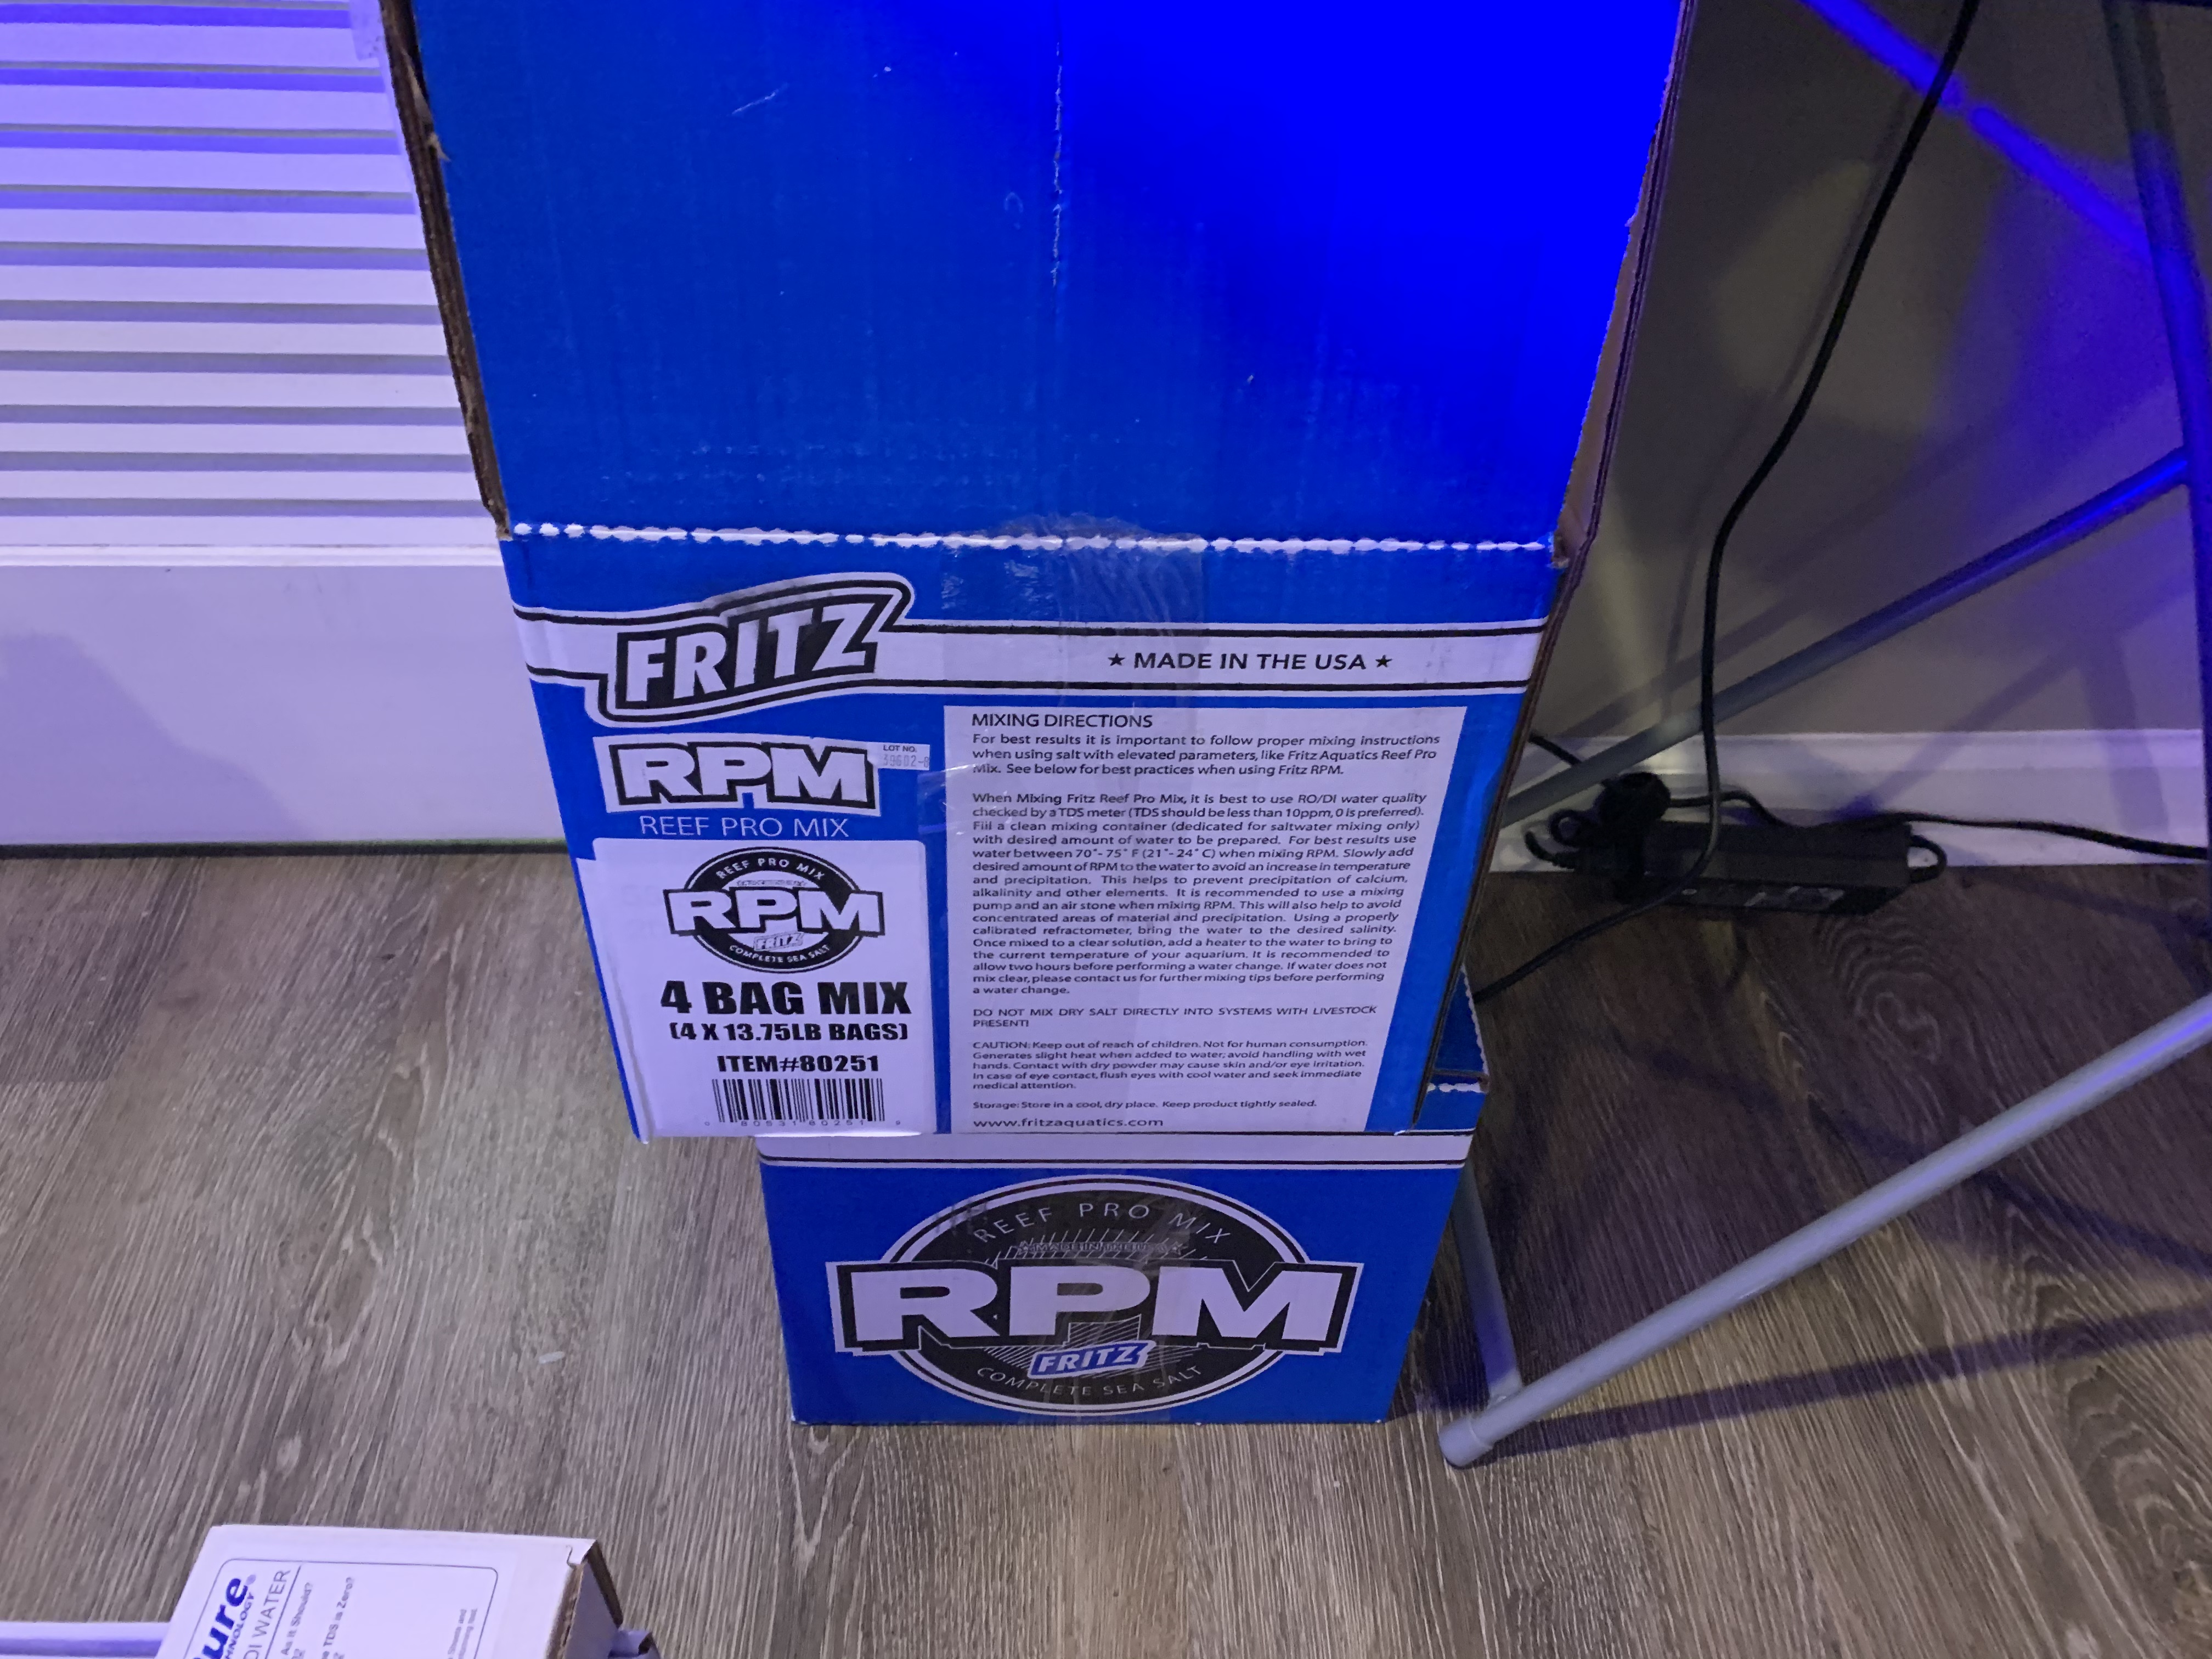 FRITZ
★ MADE IN THE USA ★
RPM
LOT NO.
REEF PRO MIX
REEF PRO MIX
RPM
FRITZ
COMPLETE SEA SALT
4 BAG MIX
(4 X 13.75LB BAGS)
ITEM#80251
80531 80251
MIXING DIRECTIONS
For best results it is important to follow proper mixing instructions
when using salt with elevated parameters, like Fritz Aquatics Reef Pro
Mix. See below for best practices when using Fritz RPM.
When Mixing Fritz Reef Pro Mix, it is best to use RO/DI water quality
checked by a TDS meter (TDS should be less than 10ppm, 0 is preferred).
Fill a clean mixing container (dedicated for saltwater mixing only)
with desired amount of water to be prepared. For best results use
water between 70°- 75° F (21°- 24° C) when mixing RPM. Slowly add
desired amount of RPM to the water to avoid an increase in temperature
and precipitation. This helps to prevent precipitation of calcium,
alkalinity and other elements. It is recommended to use a mixing
pump and an air stone when mixing RPM. This will also help to avoid
concentrated areas of material and precipitation. Using a properly
calibrated refractometer, bring the water to the desired salinity.
Once mixed to a clear solution, add a heater to the water to bring to
the current temperature of your aquarium. It is recommended to
allow two hours before performing a water change. If water does not
mix clear, please contact us for further mixing tips before performing
a water change.
DO NOT MIX DRY SALT DIRECTLY INTO SYSTEMS WITH LIVESTOCK
PRESENT!
CAUTION: Keep out of reach of children. Not for human consumption.
Generates slight heat when added to water; avoid handling with wet
hands. Contact with dry powder may cause skin and/or eye irritation.
In case of eye contact, flush eyes with cool water and seek immediate
medical attention.
Storage: Store in a cool, dry place. Keep product tightly sealed.
www.fritzaquatics.com
REEF PRO MIX
RPM
FRITZ
COMPLETE SEA SALT
ure
DI WATER
As It Should?
TDS is Zero?